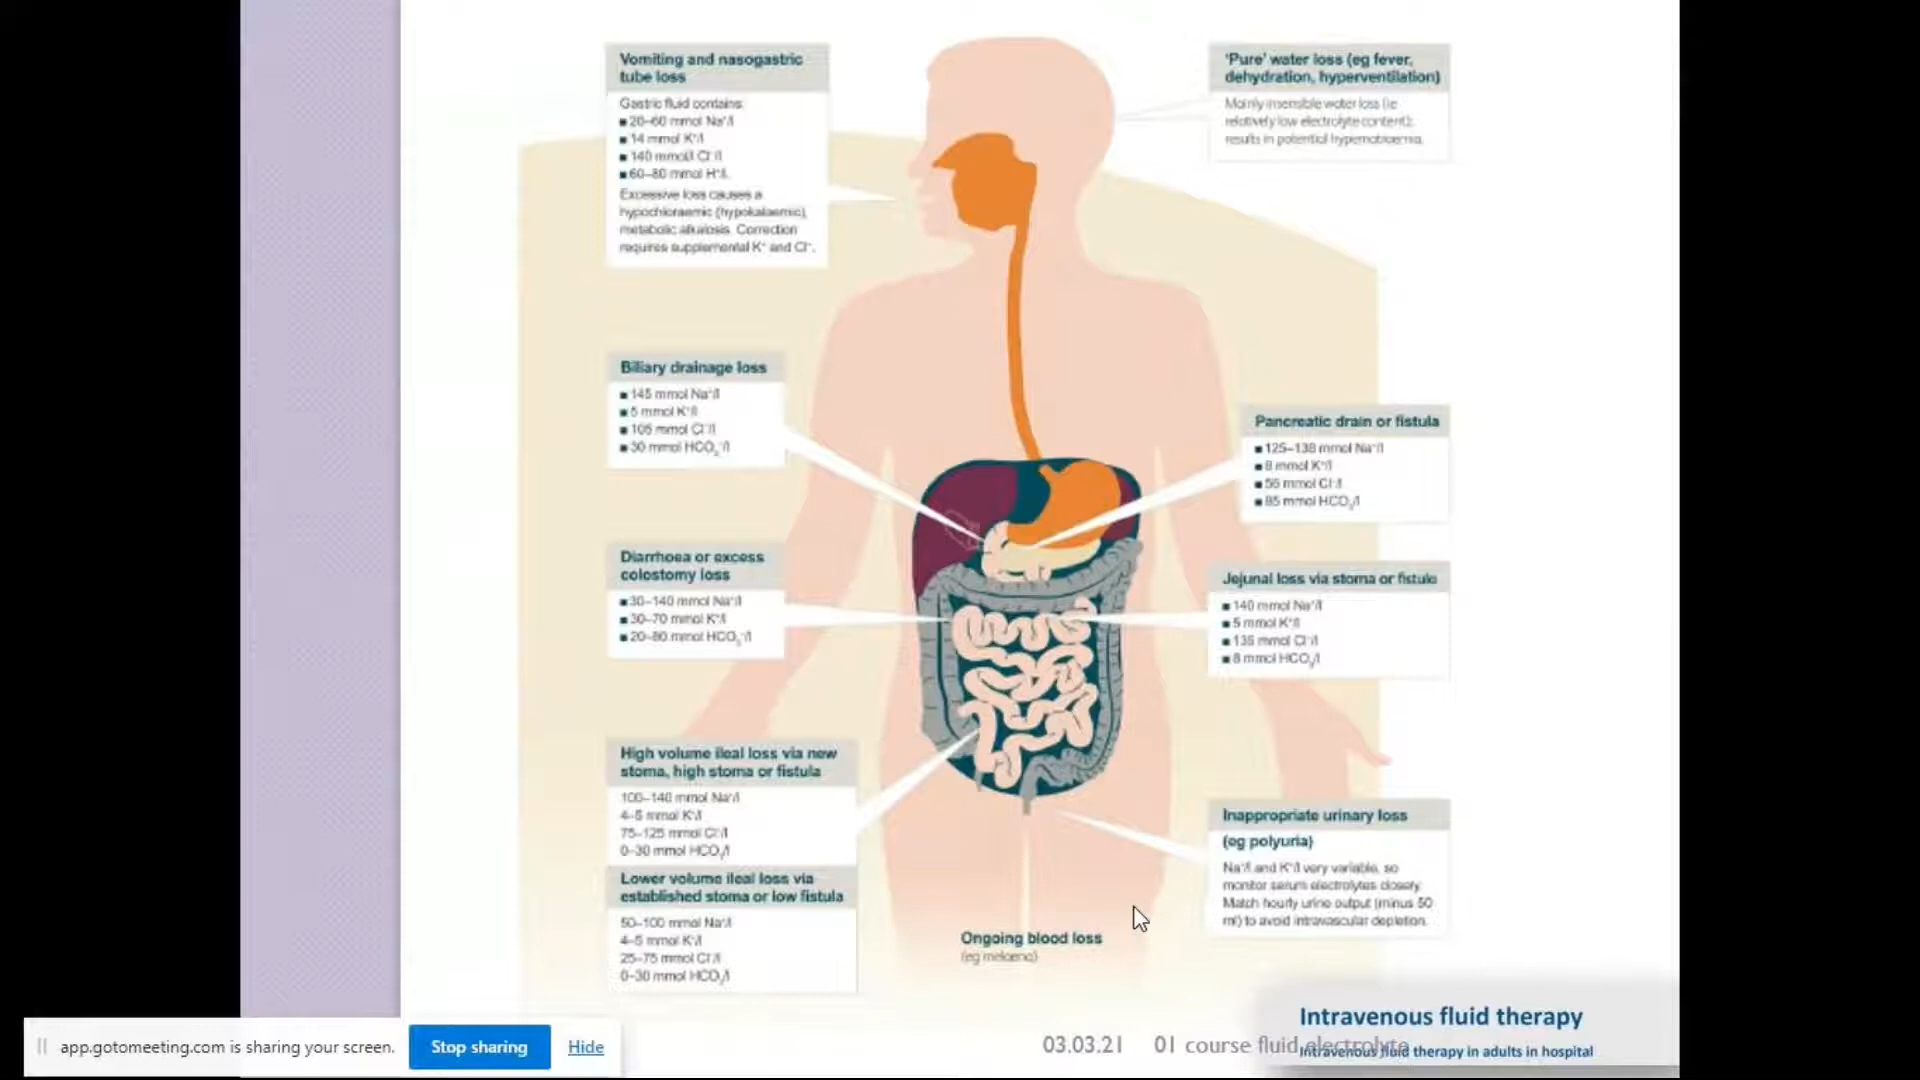 Vomiting and nasogastric
tube loss
Gastric fluid contains:
■ 20–60 mmol Na⁺/l
■ 14 mmol K⁺/l
■ 140 mmol/l Cl⁻/l
■ 60–80 mmol H⁺/l.
Excessive loss causes a
hypochloraemic (hypokalaemic)
metabolic alkalosis. Correction
requires supplemental K⁺ and Cl⁻.
'Pure' water loss (eg fever,
dehydration, hyperventilation)
Mainly insensible water loss (ie
relatively low electrolyte content);
results in potential hypernatraemia.
Biliary drainage loss
■ 145 mmol Na⁺/l
■ 5 mmol K⁺/l
■ 105 mmol Cl⁻/l
■ 30 mmol HCO₃⁻/l
Pancreatic drain or fistula
■ 125–138 mmol Na⁺/l
■ 8 mmol K⁺/l
■ 56 mmol Cl⁻/l
■ 85 mmol HCO₃/l
Diarrhoea or excess
colostomy loss
■ 30–140 mmol Na⁺/l
■ 30–70 mmol K⁺/l
■ 20–80 mmol HCO₃⁻/l
Jejunal loss via stoma or fistula
■ 140 mmol Na⁺/l
■ 5 mmol K⁺/l
■ 135 mmol Cl⁻/l
■ 8 mmol HCO₃/l
High volume ileal loss via new
stoma, high stoma or fistula
100–140 mmol Na⁺/l
4–5 mmol K⁺/l
75–125 mmol Cl⁻/l
0–30 mmol HCO₃/l
Lower volume ileal loss via
established stoma or low fistula
50–100 mmol Na⁺/l
4–5 mmol K⁺/l
25–75 mmol Cl⁻/l
0–30 mmol HCO₃/l
Inappropriate urinary loss
(eg polyuria)
Na⁺/l and K⁺/l very variable, so
monitor serum electrolytes closely.
Match hourly urine output (minus 50
ml) to avoid intravascular depletion.
Ongoing blood loss
(eg melaena)
Intravenous fluid therapy
Intravenous fluid therapy in adults in hospital
03.03.21 01 course fluid electrolyte
app.gotomeeting.com is sharing your screen.
Stop sharing
Hide